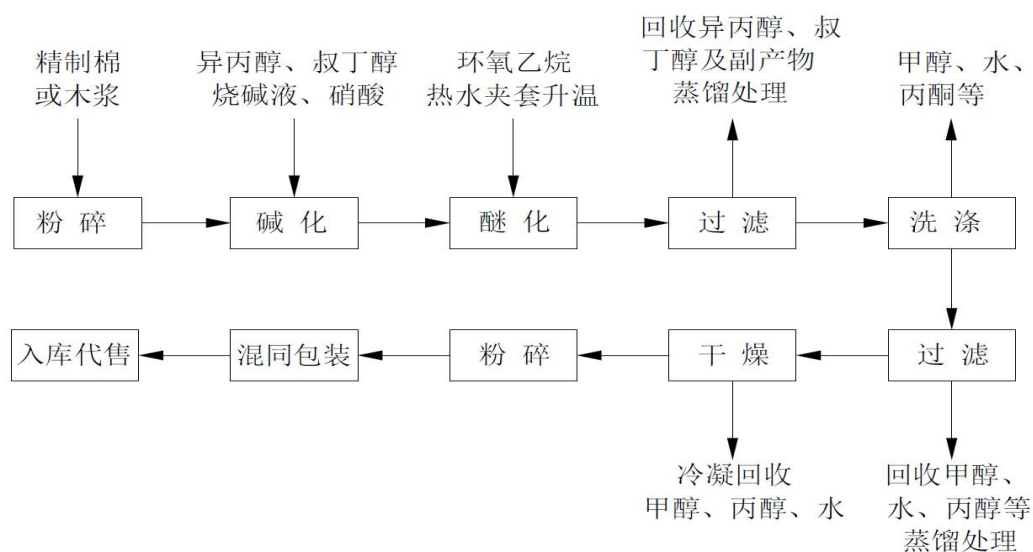 精制棉
或木浆
异丙醇、叔丁醇
烧碱液、硝酸
环氧乙烷
热水夹套升温
回收异丙醇、叔
丁醇及副产物
蒸馏处理
甲醇、水、
丙酮等
粉碎
碱化
醚化
过滤
洗涤
入库代售
混同包装
粉碎
干燥
过滤
冷凝回收
甲醇、丙醇、水
回收甲醇、
水、丙醇等
蒸馏处理